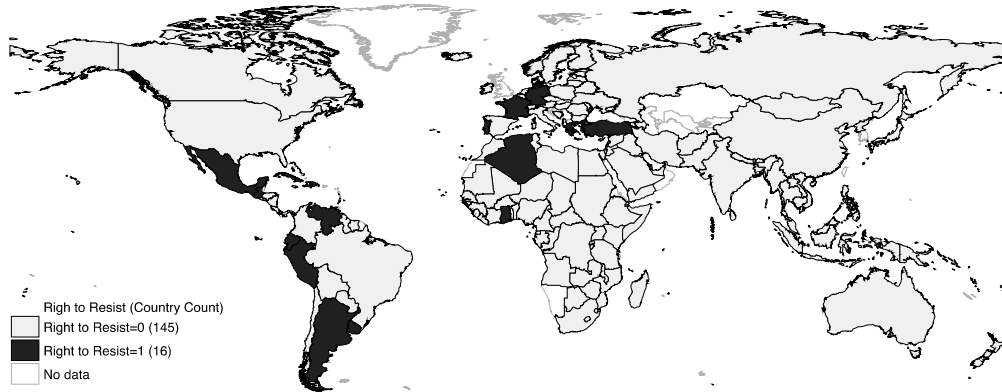 Righ to Resist (Country Count)
Right to Resist=0 (145)
Right to Resist=1 (16)
No data